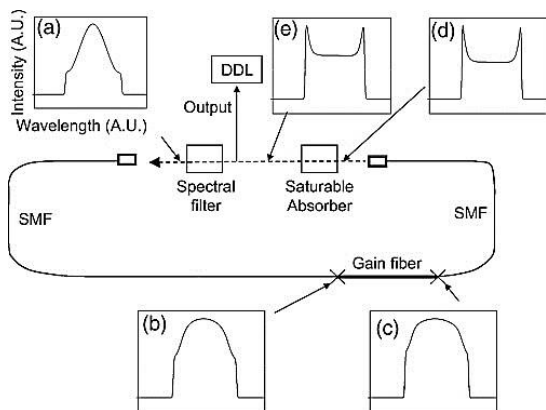 (a)
Intensity (A.U.)
Wavelength (A.U.)
DDL
Output
(e)
(d)
Spectral
filter
Saturable
Absorber
SMF
SMF
Gain fiber
(b)
(c)